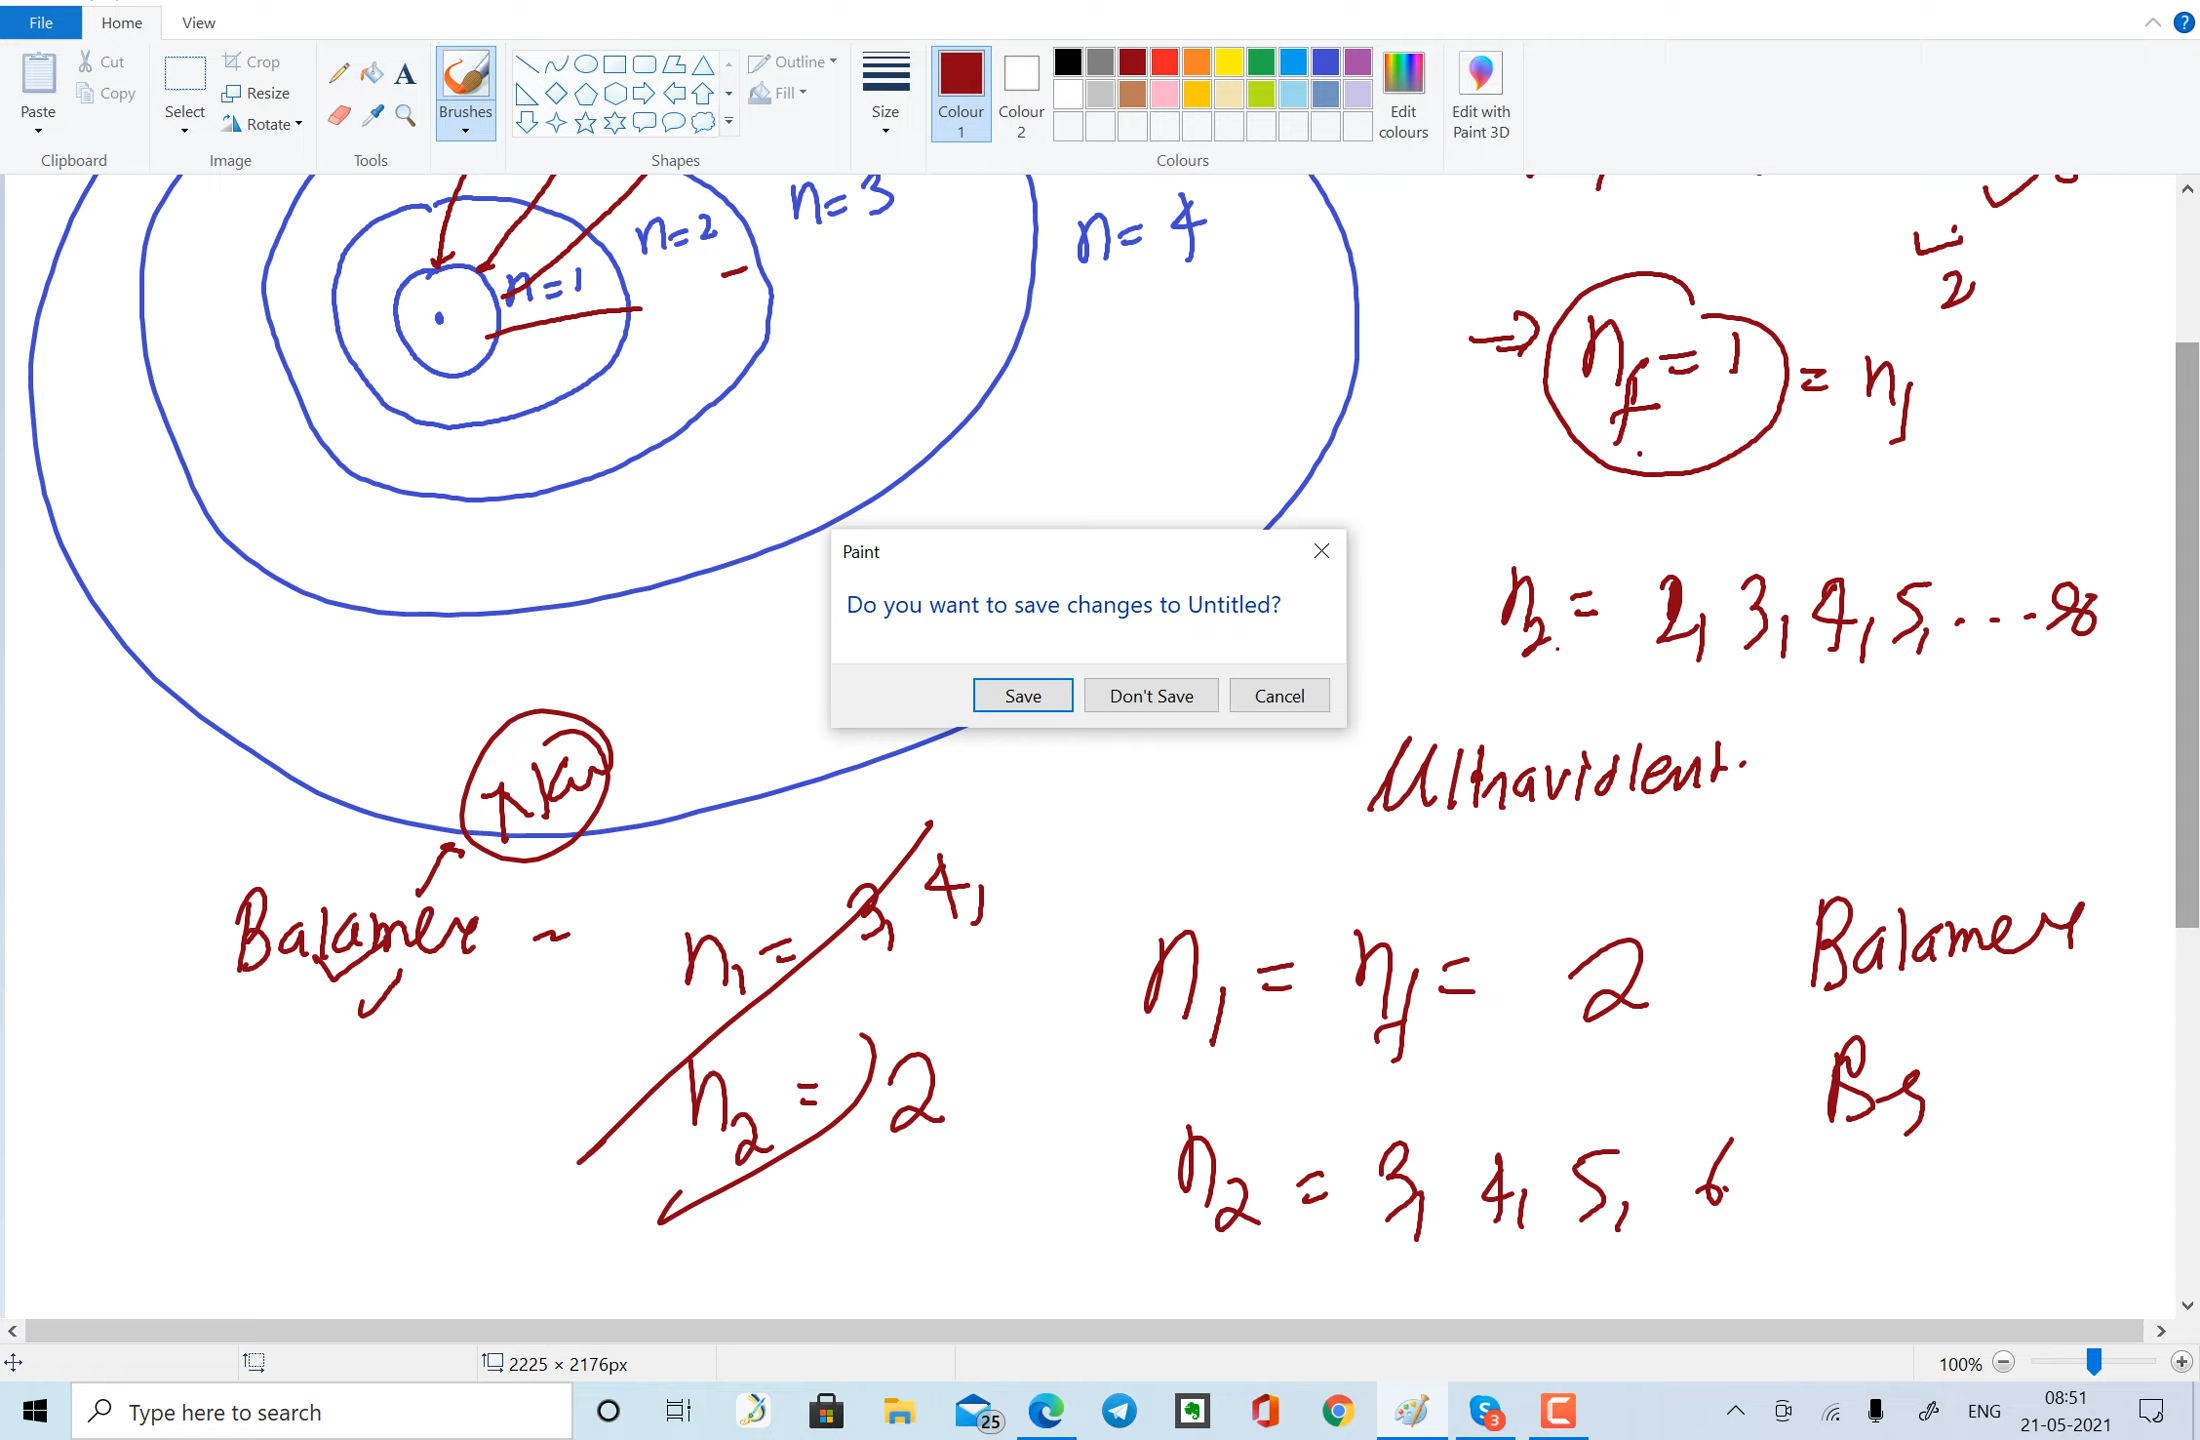 File Home View
Paste Cut Copy Select Crop Resize Rotate Brushes Outline Fill Size Colour 1 Colour 2 Edit colours Edit with Paint 3D
Clipboard Image Tools Shapes Colours
n=3
n=2
n= 4
n=1
2
nf = 1 = n1
Paint
Do you want to save changes to Untitled?
Save Don't Save Cancel
n2 = 2, 3, 4, 5, ... ∞
Ultraviolent.
Balamere ~ n1 = 3, 4,
n2 = 2
n1 = nf = 2 Balamere
n2 = 3, 4, 5, 6
2225 × 2176px 100%
Type here to search 25 3 ENG 08:51
21-05-2021